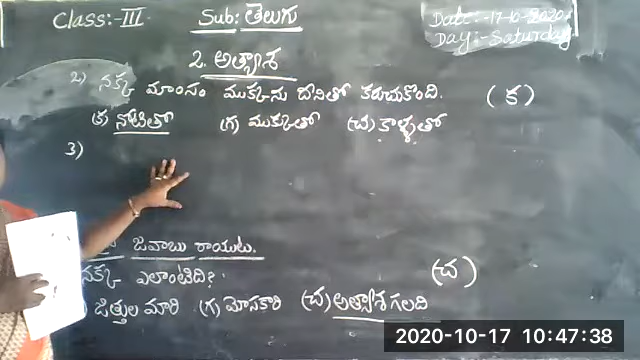 Class:-III Sub: తెలుగు Date:-17-10-2020
Day:-Saturday
2. అత్యాశ
2) నక్క మాంసం ముక్కను దేనితో కరుచుకొంది. (క)
(క) నోటితో (గ) ముక్కుతో (చ) కాళ్ళతో
3)
జవాబు రాయుట.
నక్క ఎలాంటిది? (చ)
జిత్తుల మారి (గ) మోసకారి (చ) అత్యాశ గలది
2020-10-17 10:47:38